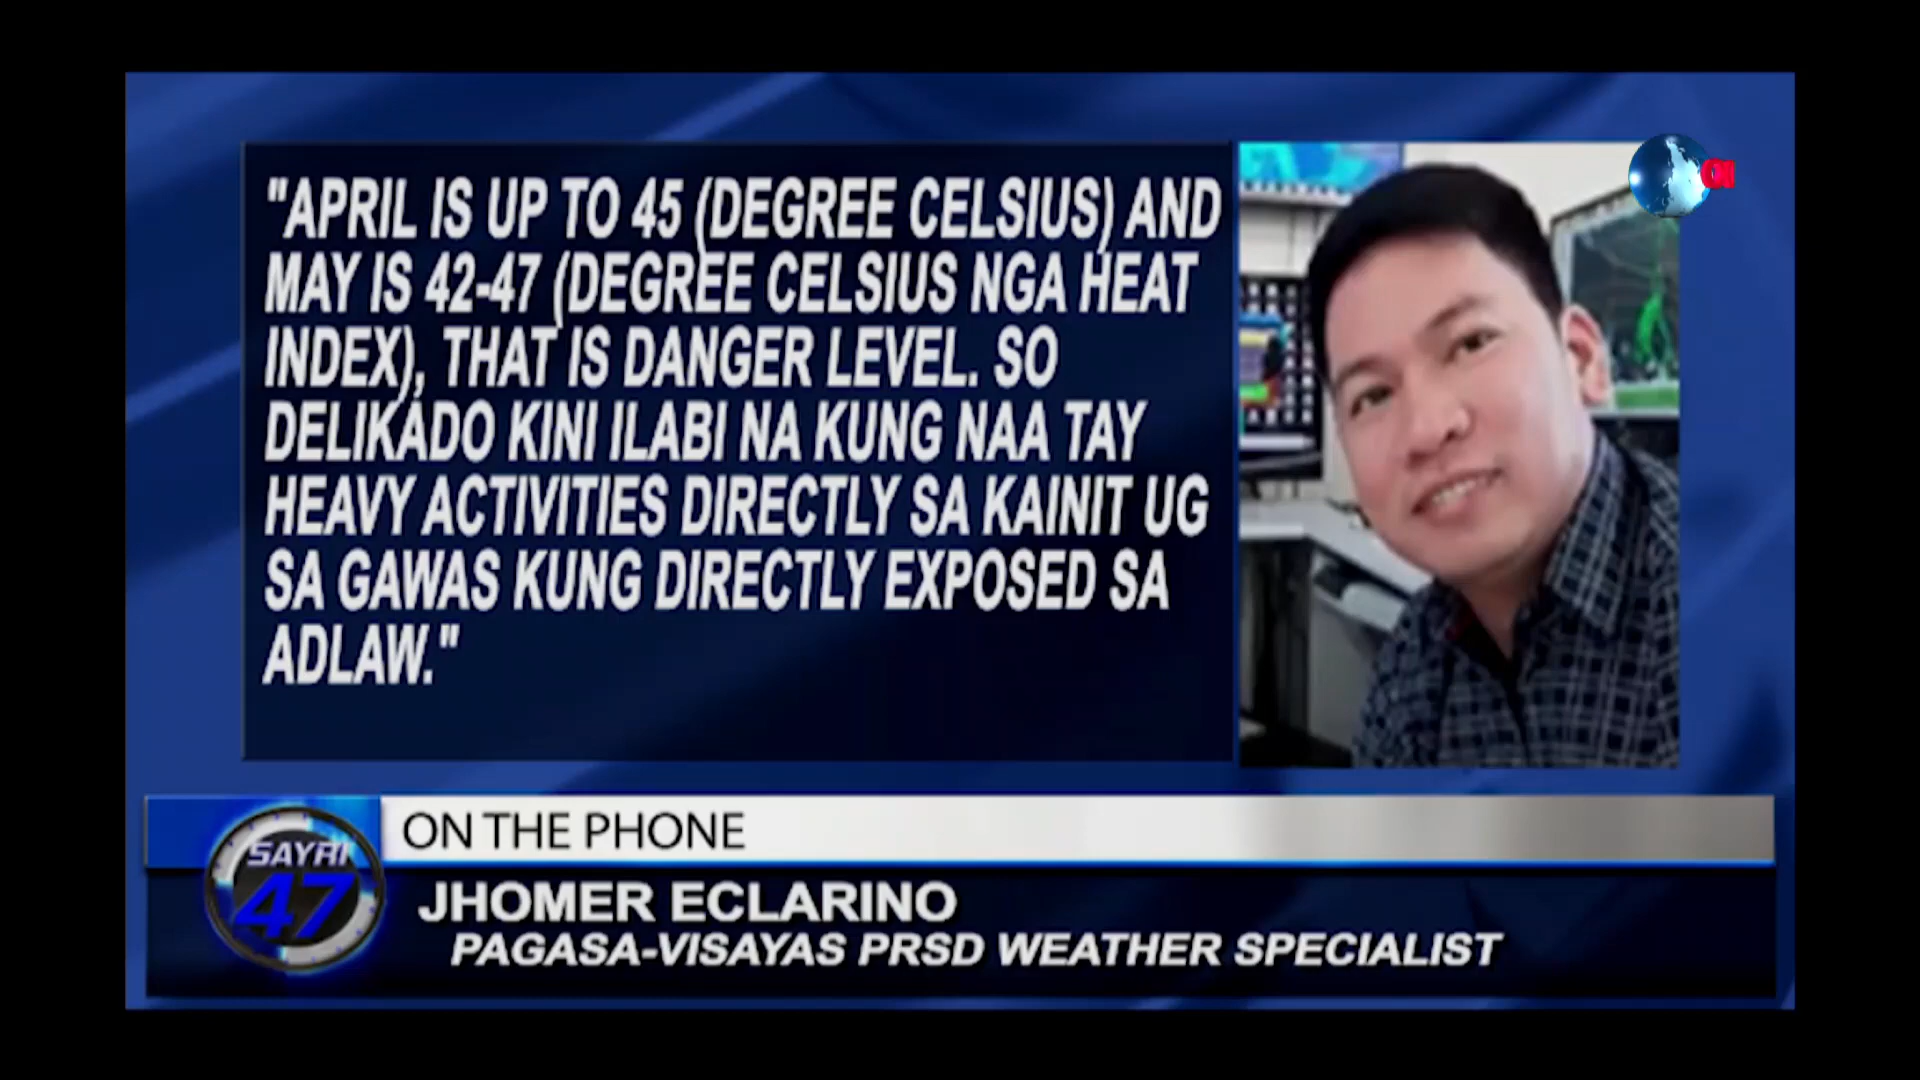 "APRIL IS UP TO 45 (DEGREE CELSIUS) AND
MAY IS 42-47 (DEGREE CELSIUS NGA HEAT
INDEX), THAT IS DANGER LEVEL. SO
DELIKADO KINI ILABI NA KUNG NAA TAY
HEAVY ACTIVITIES DIRECTLY SA KAINIT UG
SA GAWAS KUNG DIRECTLY EXPOSED SA
ADLAW."
ON THE PHONE
SAYRI
47
JHOMER ECLARINO
PAGASA-VISAYAS PRSD WEATHER SPECIALIST